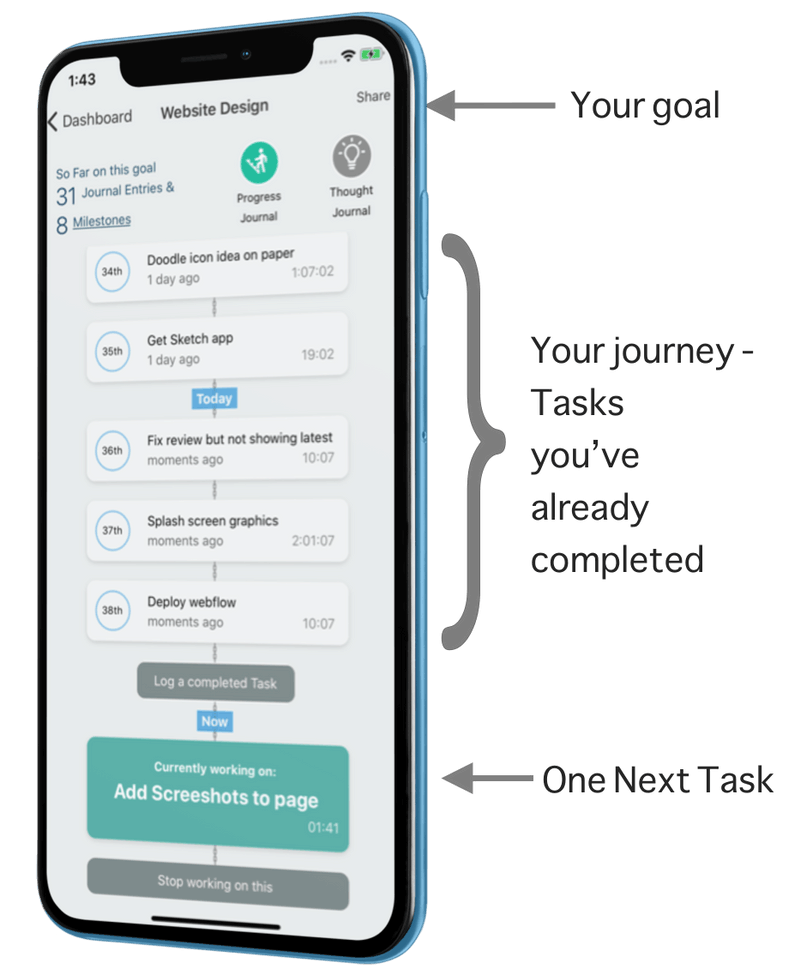 1:43
Dashboard
Website Design
Share
So Far on this goal
31 Journal Entries &
8 Milestones
Progress
Journal
Thought
Journal
34th
Doodle icon idea on paper
1 day ago
1:07:02
35th
Get Sketch app
1 day ago
19:02
Today
36th
Fix review but not showing latest
moments ago
10:07
37th
Splash screen graphics
moments ago
2:01:07
38th
Deploy webflow
moments ago
10:07
Log a completed Task
Now
Currently working on:
Add Screeshots to page
01:41
Stop working on this
Your goal
Your journey -
Tasks
you’ve
already
completed
One Next Task